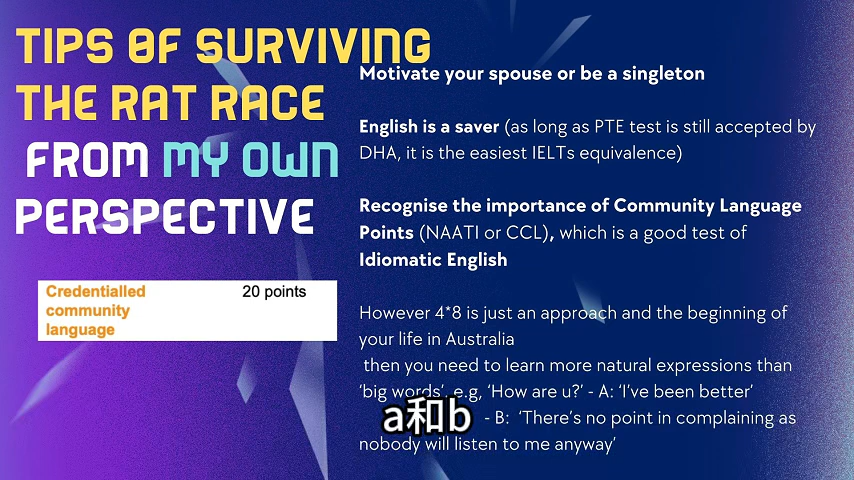 TIPS OF SURVIVING
THE RAT RACE
FROM MY OWN
PERSPECTIVE
Credentialled 20 points
community
language
Motivate your spouse or be a singleton
English is a saver (as long as PTE test is still accepted by
DHA, it is the easiest IELTs equivalence)
Recognise the importance of Community Language
Points (NAATI or CCL), which is a good test of
Idiomatic English
However 4*8 is just an approach and the beginning of
your life in Australia
then you need to learn more natural expressions than
‘big words’, e.g, ‘How are u?’ - A: ‘I’ve been better’
- B: ‘There’s no point in complaining as
nobody will listen to me anyway’
a和b